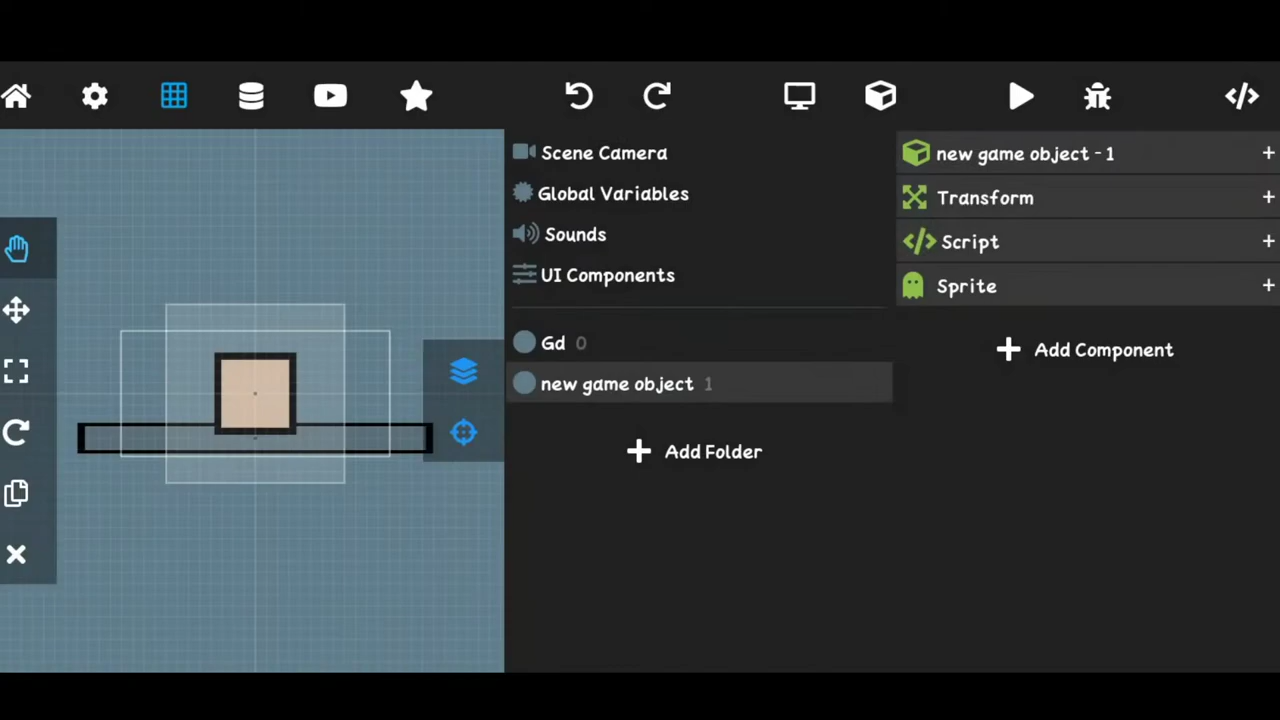 Scene Camera
Global Variables
Sounds
UI Components
Gd 0
new game object 1
+ Add Folder
new game object - 1 +
Transform +
Script +
Sprite +
+ Add Component